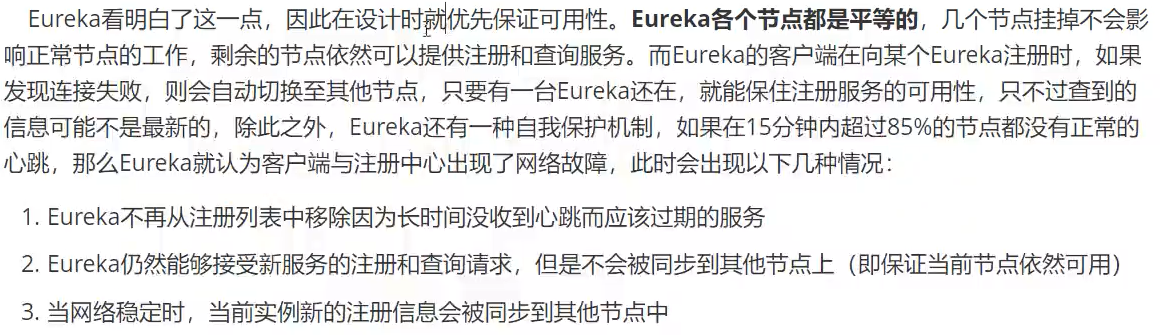 Eureka看明白了这一点，因此在设计时就优先保证可用性。Eureka各个节点都是平等的，几个节点挂掉不会影
响正常节点的工作，剩余的节点依然可以提供注册和查询服务。而Eureka的客户端在向某个Eureka注册时，如果
发现连接失败，则会自动切换至其他节点，只要有一台Eureka还在，就能保住注册服务的可用性，只不过查到的
信息可能不是最新的，除此之外，Eureka还有一种自我保护机制，如果在15分钟内超过85%的节点都没有正常的
心跳，那么Eureka就认为客户端与注册中心出现了网络故障，此时会出现以下几种情况：
1. Eureka不再从注册列表中移除因为长时间没收到心跳而应该过期的服务
2. Eureka仍然能够接受新服务的注册和查询请求，但是不会被同步到其他节点上（即保证当前节点依然可用）
3. 当网络稳定时，当前实例新的注册信息会被同步到其他节点中